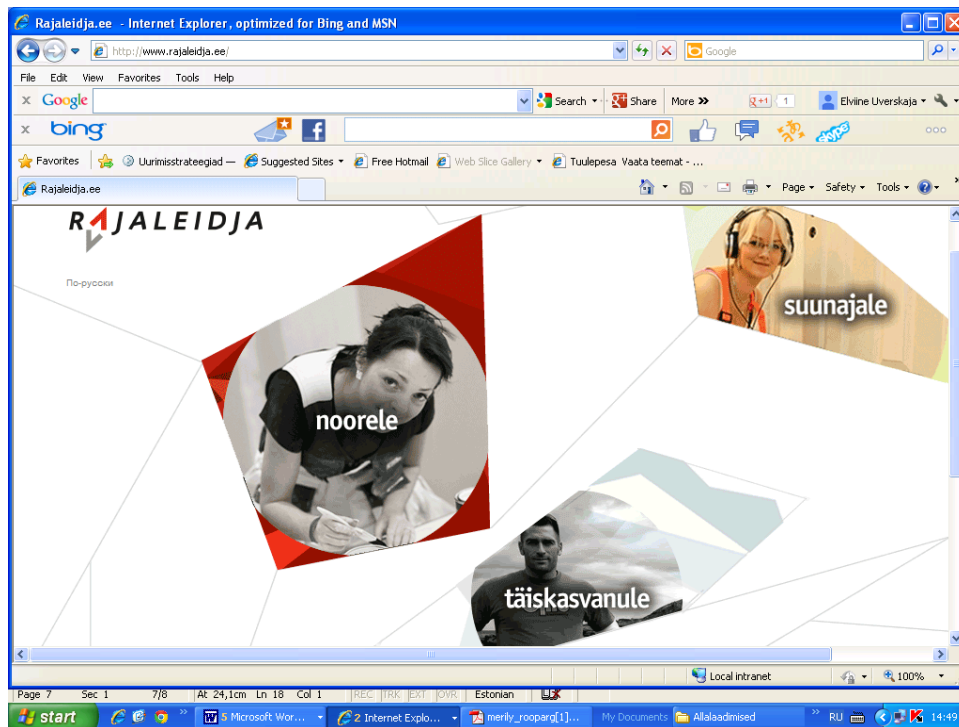 Rajaleidja.ee - Internet Explorer, optimized for Bing and MSN
http://www.rajaleidja.ee/
Google
File Edit View Favorites Tools Help
x Google Search Share More >> +1 1 Elviine Uverskaja
x bing
Favorites Uurimisstrateegiad — Suggested Sites Free Hotmail Web Slice Gallery Tuulepesa Vaata teemat - ...
Rajaleidja.ee Page Safety Tools
RAJALEIDJA
По-русски
suunajale
noorele
täiskasvanule
Local intranet 100%
Page 7 Sec 1 7/8 At 24,1cm Ln 18 Col 1 REC TRK EXT OVR Estonian
start 5 Microsoft Wor... 2 Internet Explo... merily_rooparg[1]... My Documents Allalaadimised RU 14:49